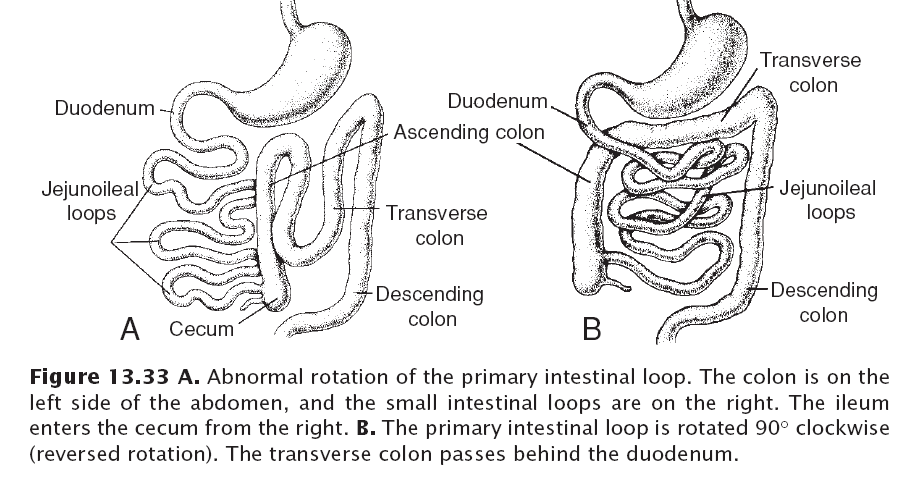 Duodenum
Jejunoileal
loops
Ascending colon
Transverse
colon
Descending
colon
Cecum
A
Duodenum
Transverse
colon
Jejunoileal
loops
Descending
colon
B
Figure 13.33 A. Abnormal rotation of the primary intestinal loop. The colon is on the
left side of the abdomen, and the small intestinal loops are on the right. The ileum
enters the cecum from the right. B. The primary intestinal loop is rotated 90° clockwise
(reversed rotation). The transverse colon passes behind the duodenum.